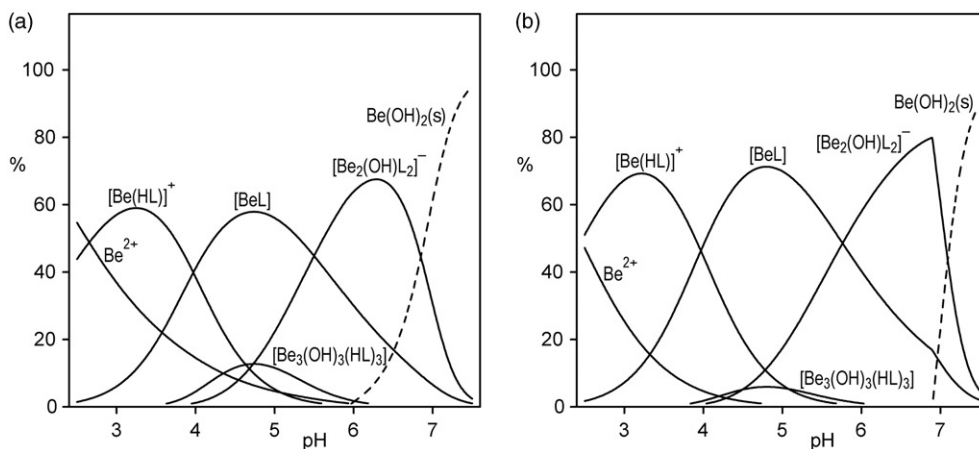 (a)
100
80
60
40
20
0
%
3
4
5
6
7
pH
Be(OH)2(s)
[Be2(OH)L2]−
[Be(HL)]+
[BeL]
Be2+
[Be3(OH)3(HL)3]
(b)
100
80
60
40
20
0
%
3
4
5
6
7
pH
Be(OH)2(s)
[Be2(OH)L2]−
[Be(HL)]+
[BeL]
Be2+
[Be3(OH)3(HL)3]